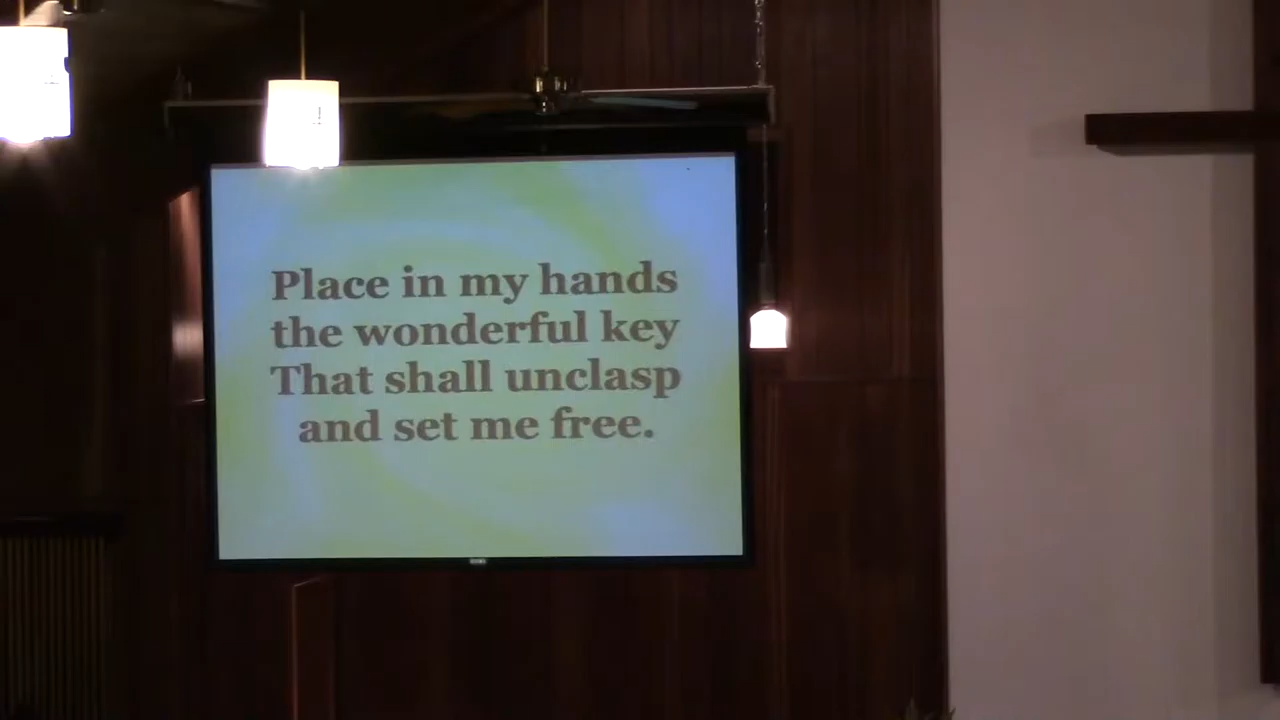 Place in my hands
the wonderful key
That shall unclasp
and set me free.